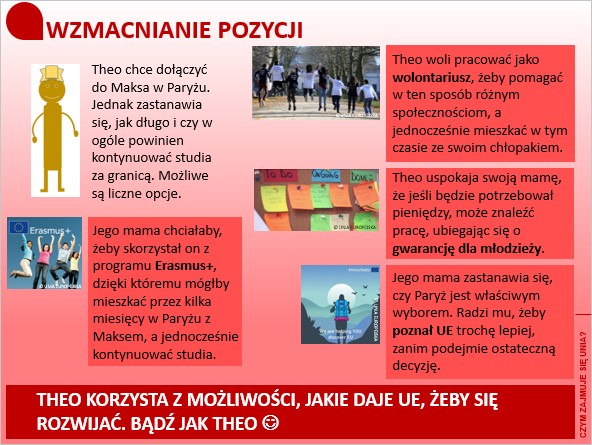 WZMACNIANIE POZYCJI
Theo chce dołączyć
do Maksa w Paryżu.
Jednak zastanawia
się, jak długo i czy w
ogóle powinien
kontynuować studia
za granicą. Możliwe
są liczne opcje.
Erasmus+
© UNIA EUROPEJSKA
Jego mama chciałaby,
żeby skorzystał on z
programu Erasmus+,
dzięki któremu mógłby
mieszkać przez kilka
miesięcy w Paryżu z
Maksem, a jednocześnie
kontynuować studia.
© UNIA EUROPEJSKA
Theo woli pracować jako
wolontariusz, żeby pomagać
w ten sposób różnym
społecznościom, a
jednocześnie mieszkać w tym
czasie ze swoim chłopakiem.
TO DO
ONGOING
DONE
© UNIA EUROPEJSKA
Theo uspokaja swoją mamę,
że jeśli będzie potrzebował
pieniędzy, może znaleźć
pracę, ubiegając się o
gwarancję dla młodzieży.
#DiscoverEU
We are helping YOU
discover EU
© UNIA EUROPEJSKA
Jego mama zastanawia się,
czy Paryż jest właściwym
wyborem. Radzi mu, żeby
poznał UE trochę lepiej,
zanim podejmie ostateczną
decyzję.
CZYM ZAJMUJE SIĘ UNIA?
THEO KORZYSTA Z MOŻLIWOŚCI, JAKIE DAJE UE, ŻEBY SIĘ
ROZWIJAĆ. BĄDŹ JAK THEO ☺